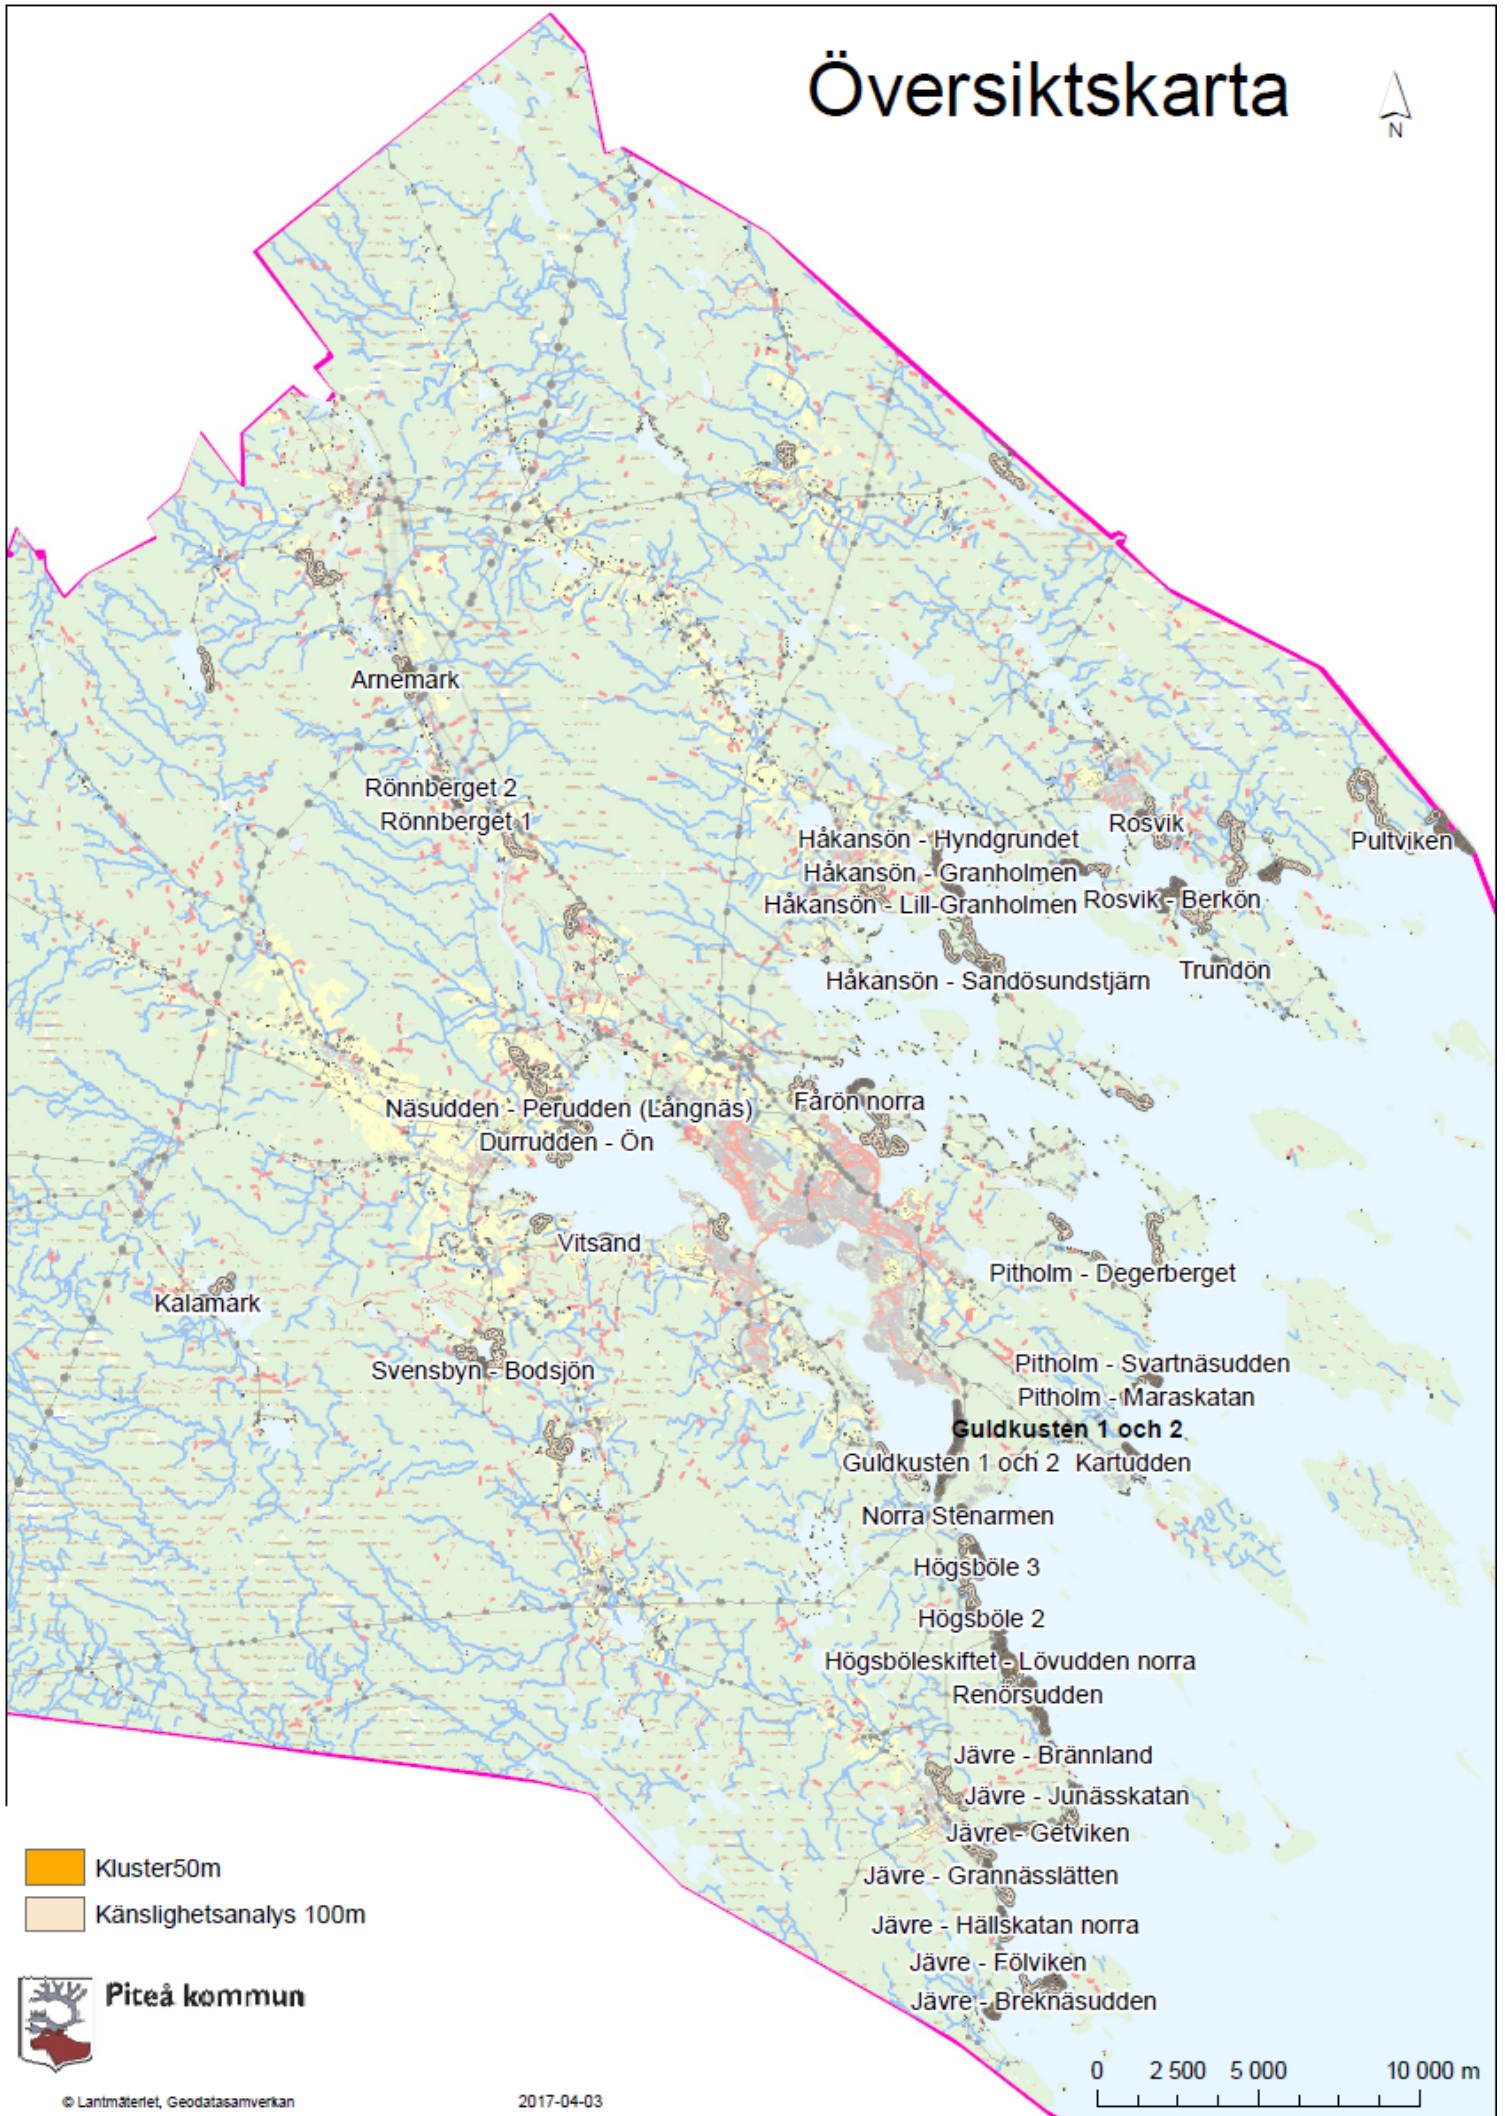 Översiktskarta
N
Arnemark
Rönnberget 2
Rönnberget 1
Håkansön - Hyndgrundet
Rosvik
Pultviken
Håkansön - Granholmen
Håkansön - Lill-Granholmen
Rosvik - Berkön
Håkansön - Sandösundstjärn
Trundön
Näsudden - Perudden (Långnäs)
Fårön norra
Durrudden - Ön
Vitsand
Pitholm - Degerberget
Kalamark
Svensbyn - Bodsjön
Pitholm - Svartnäsudden
Pitholm - Maraskatan
Guldkusten 1 och 2
Guldkusten 1 och 2
Kartudden
Norra Stenarmen
Högsböle 3
Högsböle 2
Högsböleskiftet - Lövudden norra
Renörsudden
Jävre - Brännland
Jävre - Junässkatan
Jävre - Getviken
Jävre - Grannässlätten
Jävre - Hällskatan norra
Jävre - Fölviken
Jävre - Breknäsudden
Kluster50m
Känslighetsanalys 100m
Piteå kommun
0 2 500 5 000 10 000 m
© Lantmäteriet, Geodatasamverkan
2017-04-03